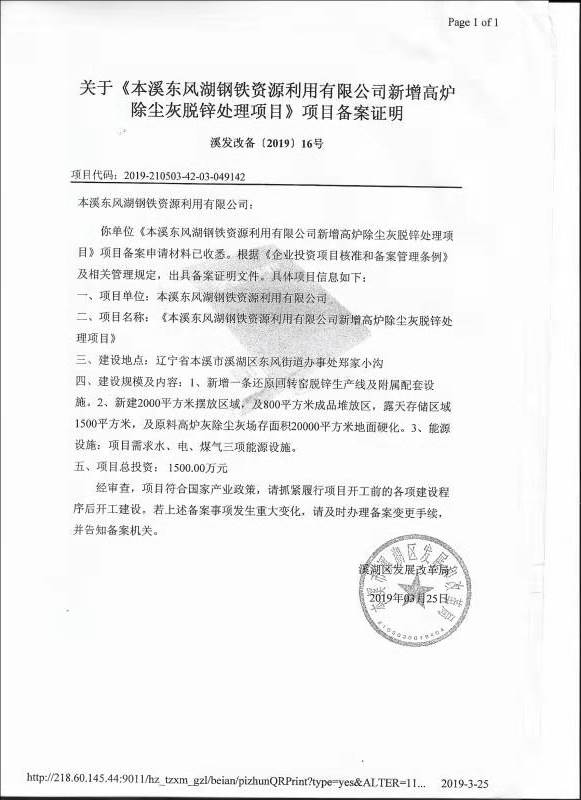 Page 1 of 1
关于《本溪东风湖钢铁资源利用有限公司新增高炉
除尘灰脱锌处理项目》项目备案证明
溪发改备〔2019〕16号
项目代码：2019-210503-42-03-049142
本溪东风湖钢铁资源利用有限公司：
你单位《本溪东风湖钢铁资源利用有限公司新增高炉除尘灰脱锌处理项
目》项目备案申请材料已收悉。根据《企业投资项目核准和备案管理条例》
及相关管理规定，出具备案证明文件。具体项目信息如下：
一、项目单位：本溪东风湖钢铁资源利用有限公司
二、项目名称：《本溪东风湖钢铁资源利用有限公司新增高炉除尘灰脱锌处
理项目》
三、建设地点：辽宁省本溪市溪湖区东风街道办事处郑家小沟
四、建设规模及内容：1、新增一条还原回转窑脱锌生产线及附属配套设
施。2、新建2000平方米摆放区域，及800平方米成品堆放区，露天存储区域
1500平方米，及原料高炉灰除尘灰场存面积20000平方米地面硬化。3、能源
设施：项目需求水、电、煤气三项能源设施。
五、项目总投资： 1500.00万元
经审查，项目符合国家产业政策，请抓紧履行项目开工前的各项建设程
序后开工建设。若上述备案事项发生重大变化，请及时办理备案变更手续，
并告知备案机关。
溪湖区发展改革局
2019年03月25日
http://218.60.145.44:9011/hz_tzxm_gzl/beian/pizhunQRPrint?type=yes&ALTER=11... 2019-3-25